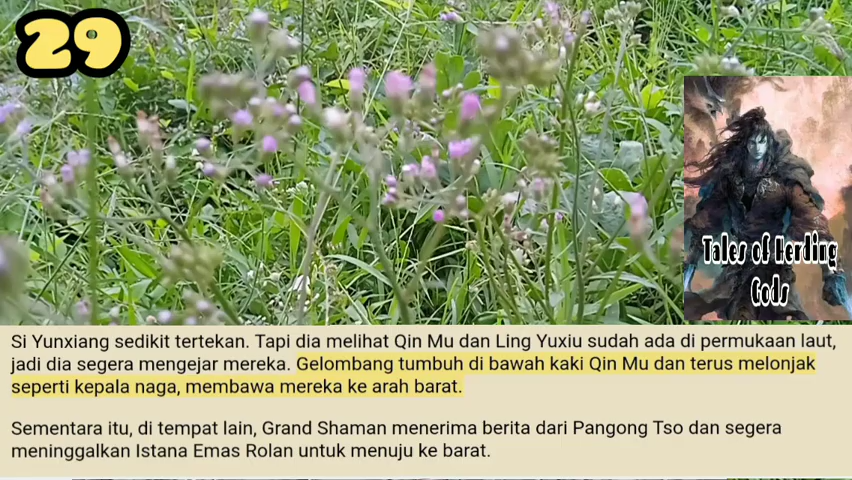 29
Tales of Herding
Gods
Si Yunxiang sedikit tertekan. Tapi dia melihat Qin Mu dan Ling Yuxiu sudah ada di permukaan laut,
jadi dia segera mengejar mereka. Gelombang tumbuh di bawah kaki Qin Mu dan terus melonjak
seperti kepala naga, membawa mereka ke arah barat.
Sementara itu, di tempat lain, Grand Shaman menerima berita dari Pangong Tso dan segera
meninggalkan Istana Emas Rolan untuk menuju ke barat.